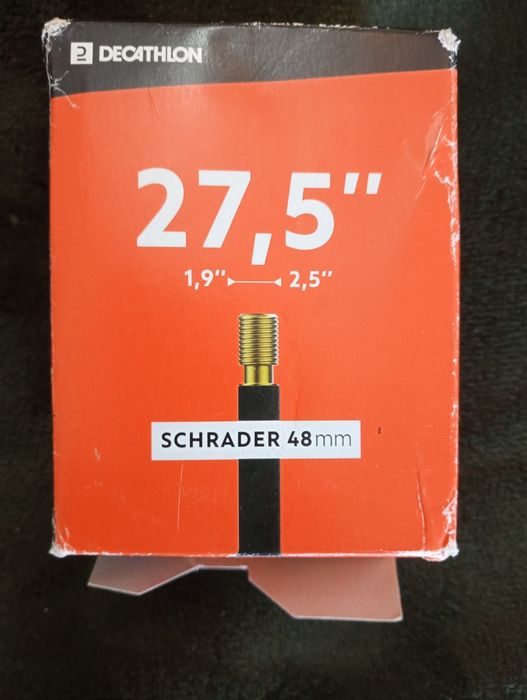 DECATHLON
27,5"
1,9" 2,5"
SCHRADER 48mm